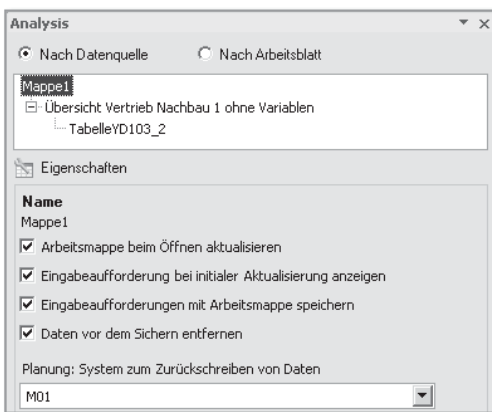 Analysis
Nach Datenquelle Nach Arbeitsblatt
Mappe1
Übersicht Vertrieb Nachbau 1 ohne Variablen
TabelleYD103_2
Eigenschaften
Name
Mappe1
Arbeitsmappe beim Öffnen aktualisieren
Eingabeaufforderung bei initialer Aktualisierung anzeigen
Eingabeaufforderungen mit Arbeitsmappe speichern
Daten vor dem Sichern entfernen
Planung: System zum Zurückschreiben von Daten
M01